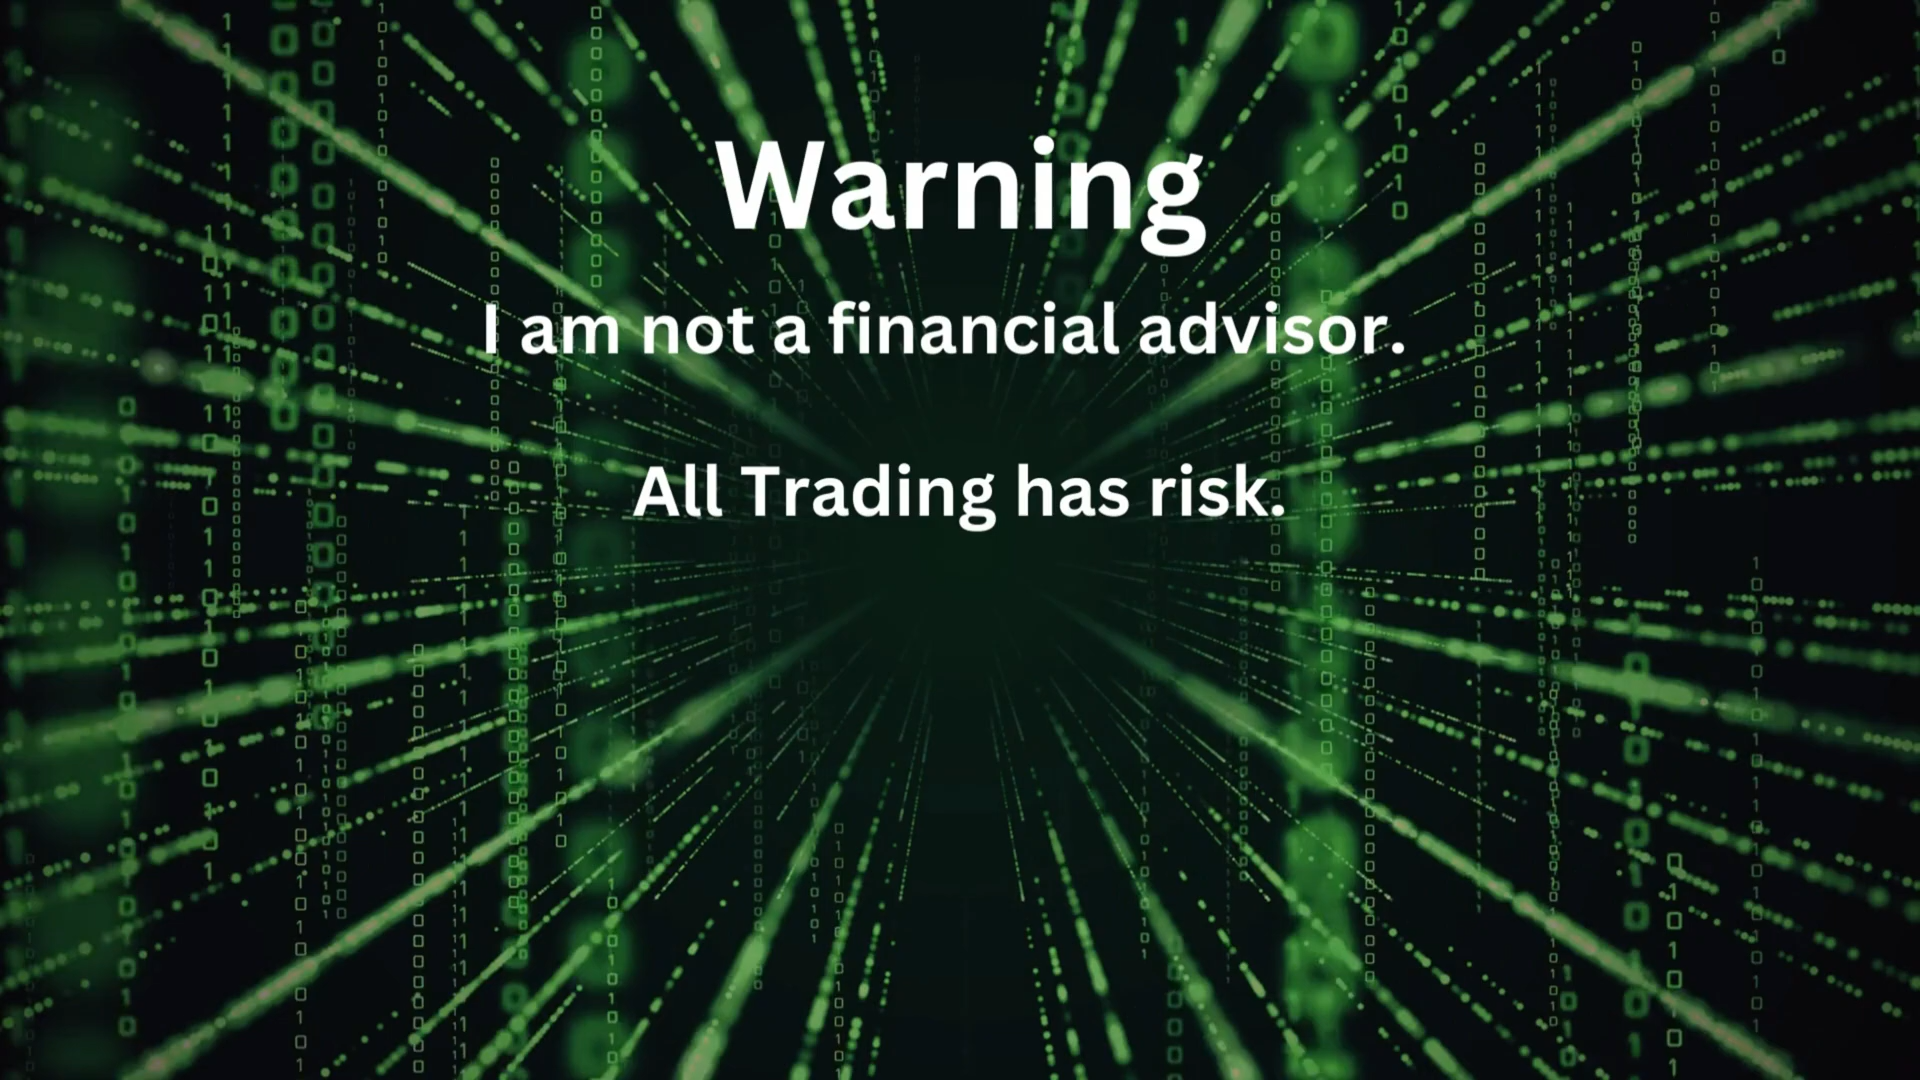 Warning
I am not a financial advisor.
All Trading has risk.